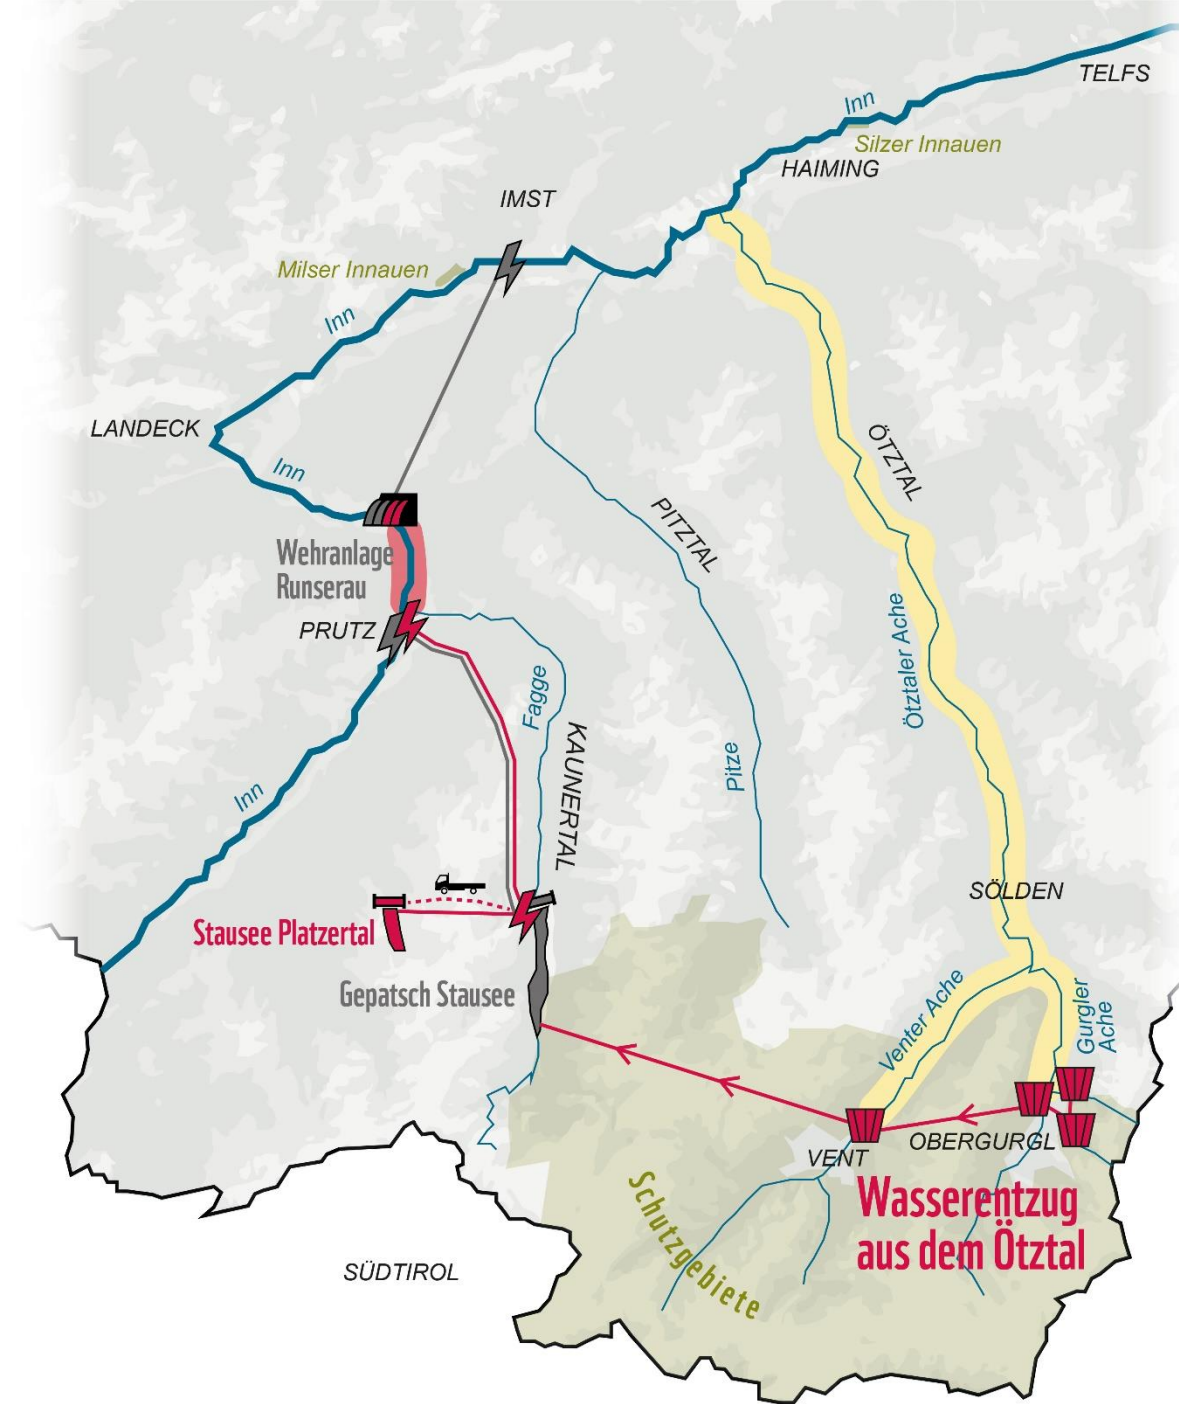 TELFS
Inn
Silzer Innauen
HAIMING
IMST
Milser Innauen
Inn
LANDECK
ÖTZTAL
Inn
PITZTAL
Wehranlage
Runserau
PRUTZ
Ötztaler Ache
Fagge
KAUNERTAL
Pitze
Inn
SÖLDEN
Stausee Platzertal
Gepatsch Stausee
Venter Ache
Gurgler
Ache
OBERGURGL
VENT
Wasserentzug
aus dem Ötztal
Schutzgebiete
SÜDTIROL